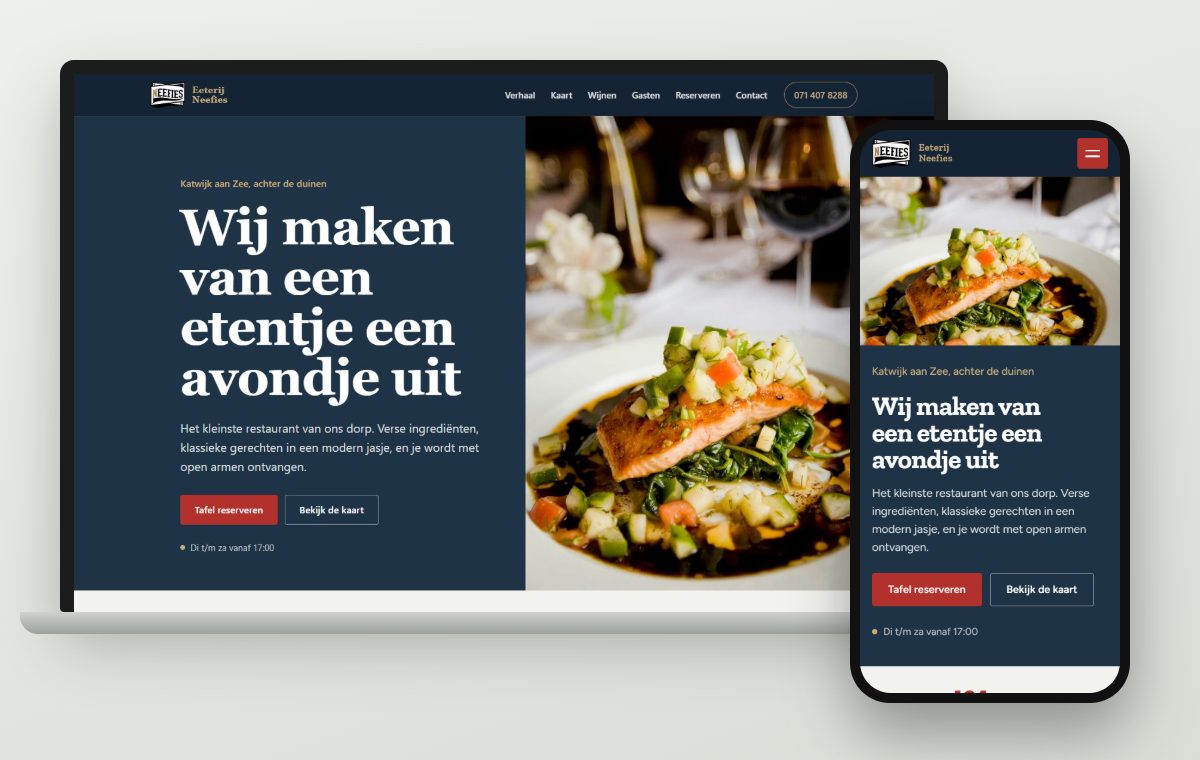 NEEFIES
Eeterij
Neefies
Verhaal Kaart Wijnen Gasten Reserveren Contact 071 407 8288
Katwijk aan Zee, achter de duinen
Wij maken
van een
etentje een
avondje uit
Het kleinste restaurant van ons dorp. Verse ingrediënten,
klassieke gerechten in een modern jasje, en je wordt met
open armen ontvangen.
Tafel reserveren Bekijk de kaart
Di t/m za vanaf 17:00
NEEFIES
Eeterij
Neefies
Katwijk aan Zee, achter de duinen
Wij maken van
een etentje een
avondje uit
Het kleinste restaurant van ons dorp. Verse
ingrediënten, klassieke gerechten in een
modern jasje, en je wordt met open armen
ontvangen.
Tafel reserveren Bekijk de kaart
Di t/m za vanaf 17:00